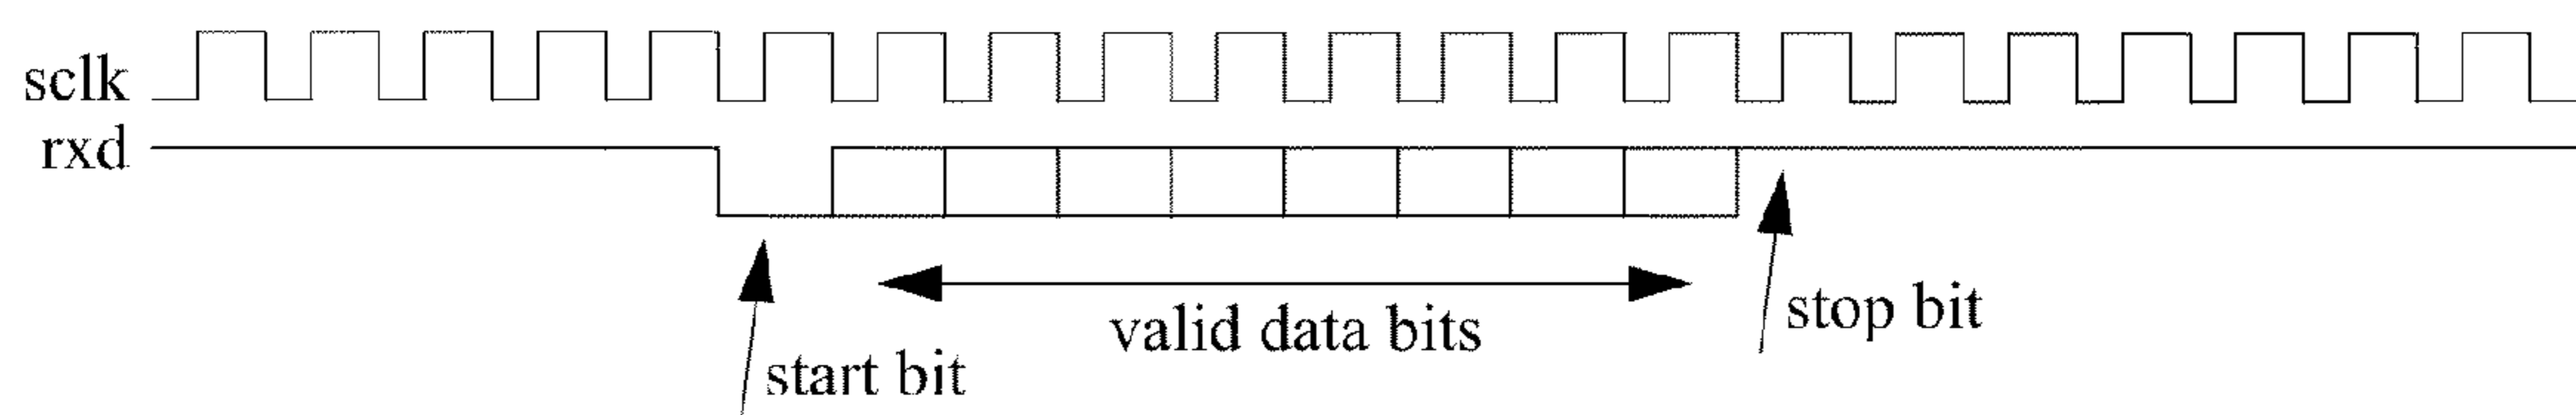 sclk
rxd
valid data bits
stop bit
start bit